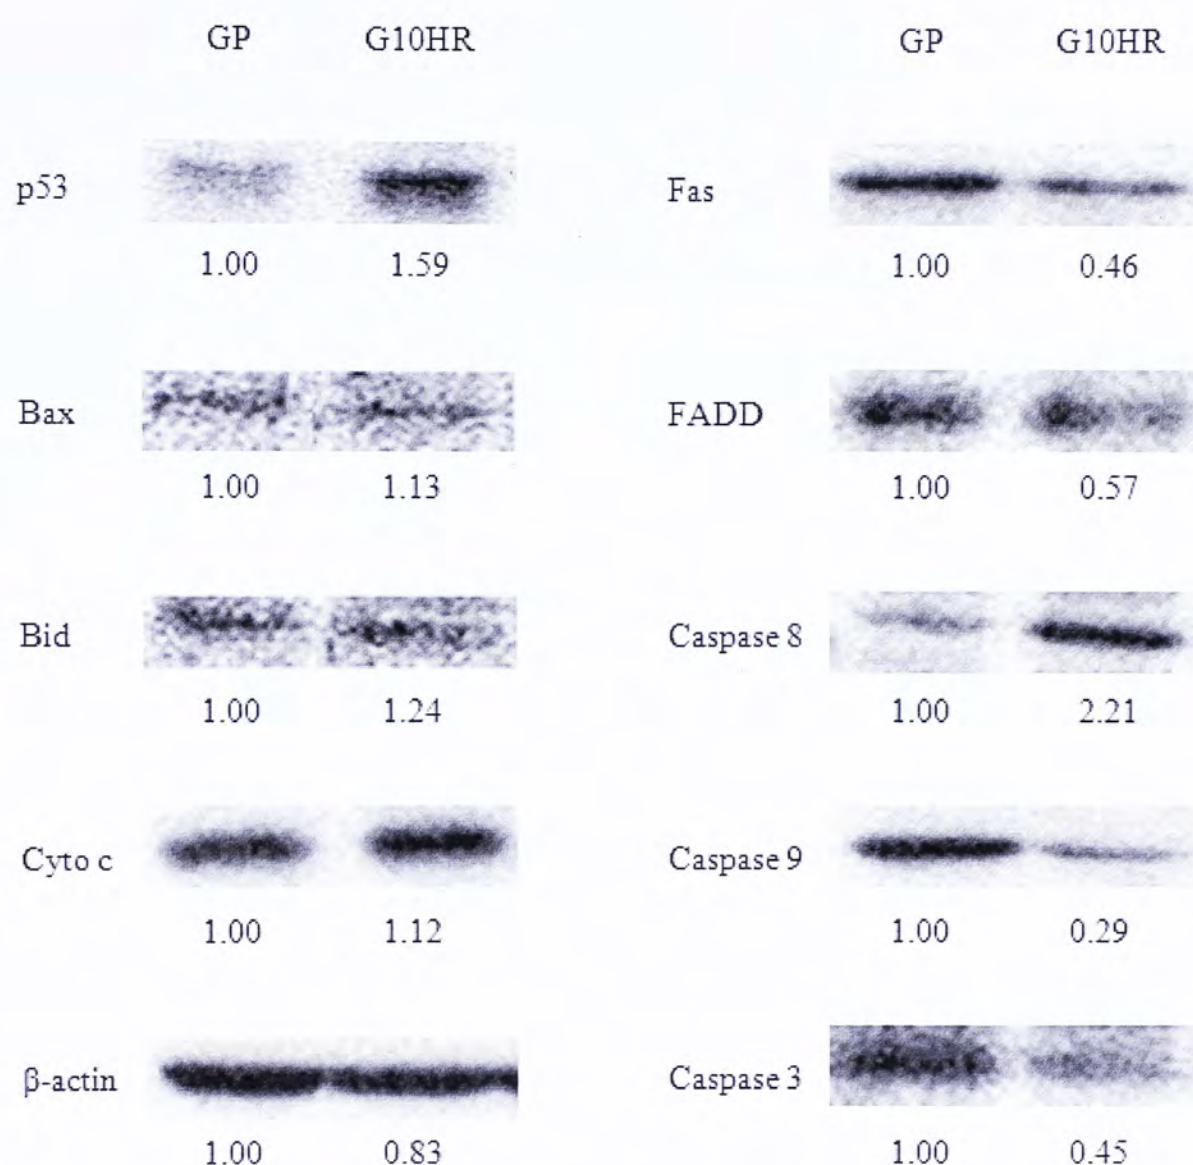 GP G10HR
p53
1.00 1.59
Bax
1.00 1.13
Bid
1.00 1.24
Cyto c
1.00 1.12
β-actin
1.00 0.83
GP G10HR
Fas
1.00 0.46
FADD
1.00 0.57
Caspase 8
1.00 2.21
Caspase 9
1.00 0.29
Caspase 3
1.00 0.45